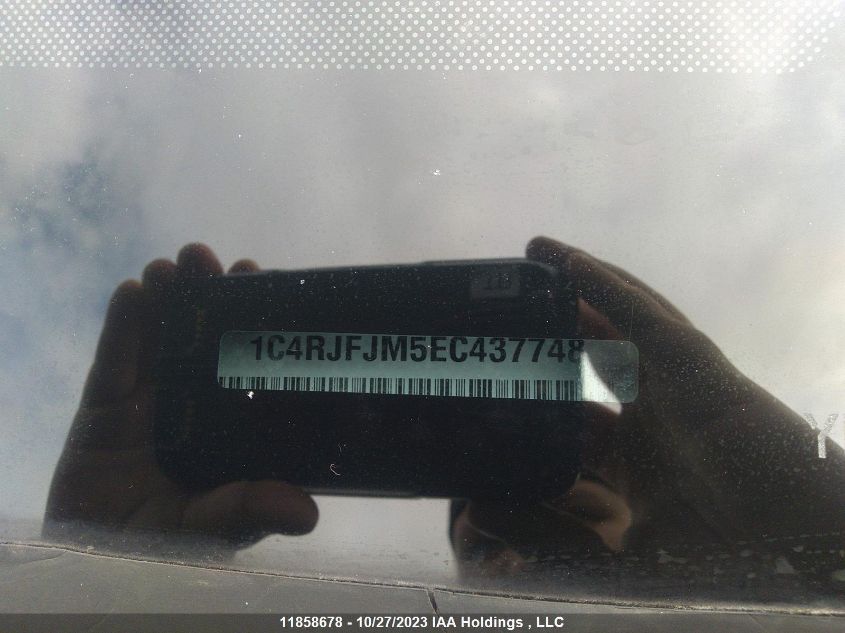 1C4RJFJM5EC437748
11858678 - 10/27/2023 IAA Holdings , LLC